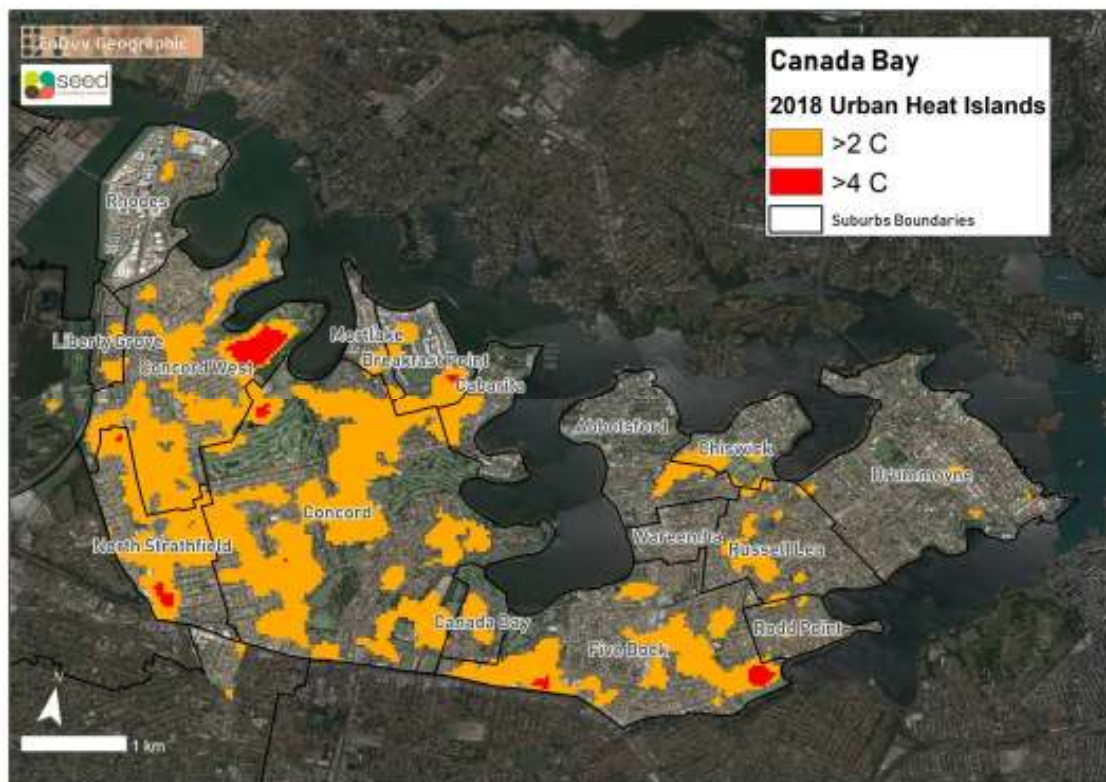 Geographic
seed
Canada Bay
2018 Urban Heat Islands
>2 C
>4 C
Suburbs Boundaries
Rhodes
Liberty Grove
Concord West
Mortlake
Breakfast Point
Cabarita
Abbotsford
Chiswick
Drummoyne
Concord
North Strathfield
Wareemba
Russell Lea
Canada Bay
Five Dock
Rodd Point
N
1 km